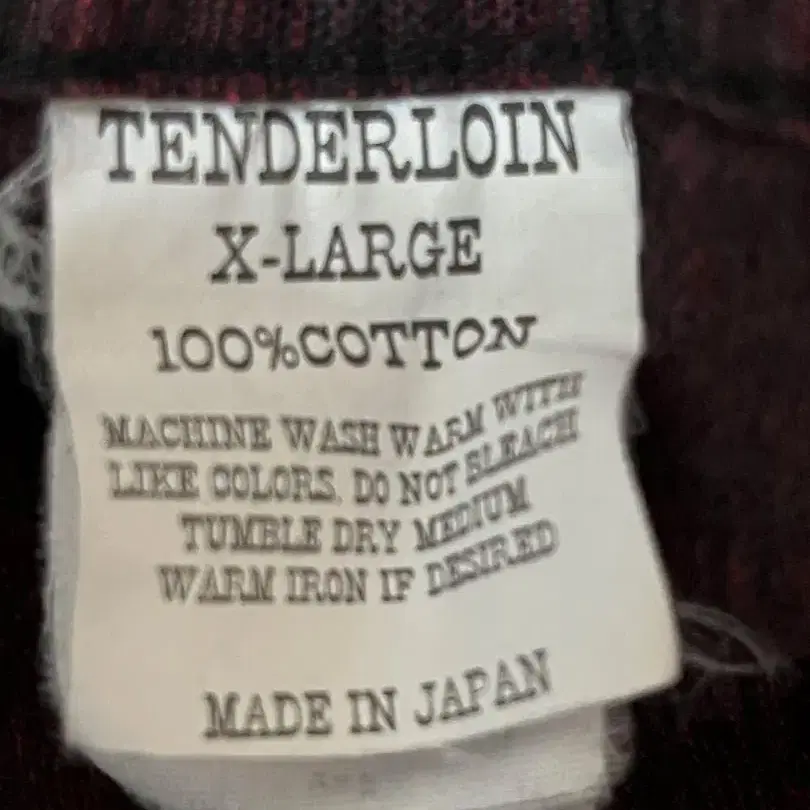 TENDERLOIN
X-LARGE
100%COTTON
MACHINE WASH WARM WITH
LIKE COLORS. DO NOT BLEACH
TUMBLE DRY MEDIUM
WARM IRON IF DESIRED
MADE IN JAPAN